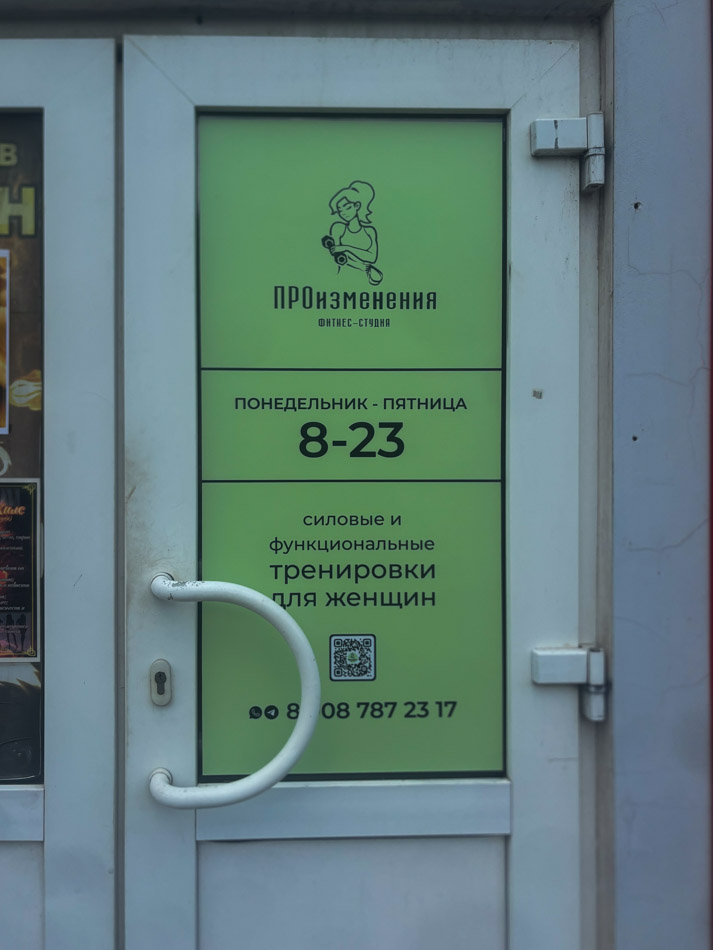 В
Н
ПРОизменения
ФИТНЕС-СТУДИЯ
ПОНЕДЕЛЬНИК - ПЯТНИЦА
8-23
силовые и
функциональные
тренировки
для женщин
08 787 23 17